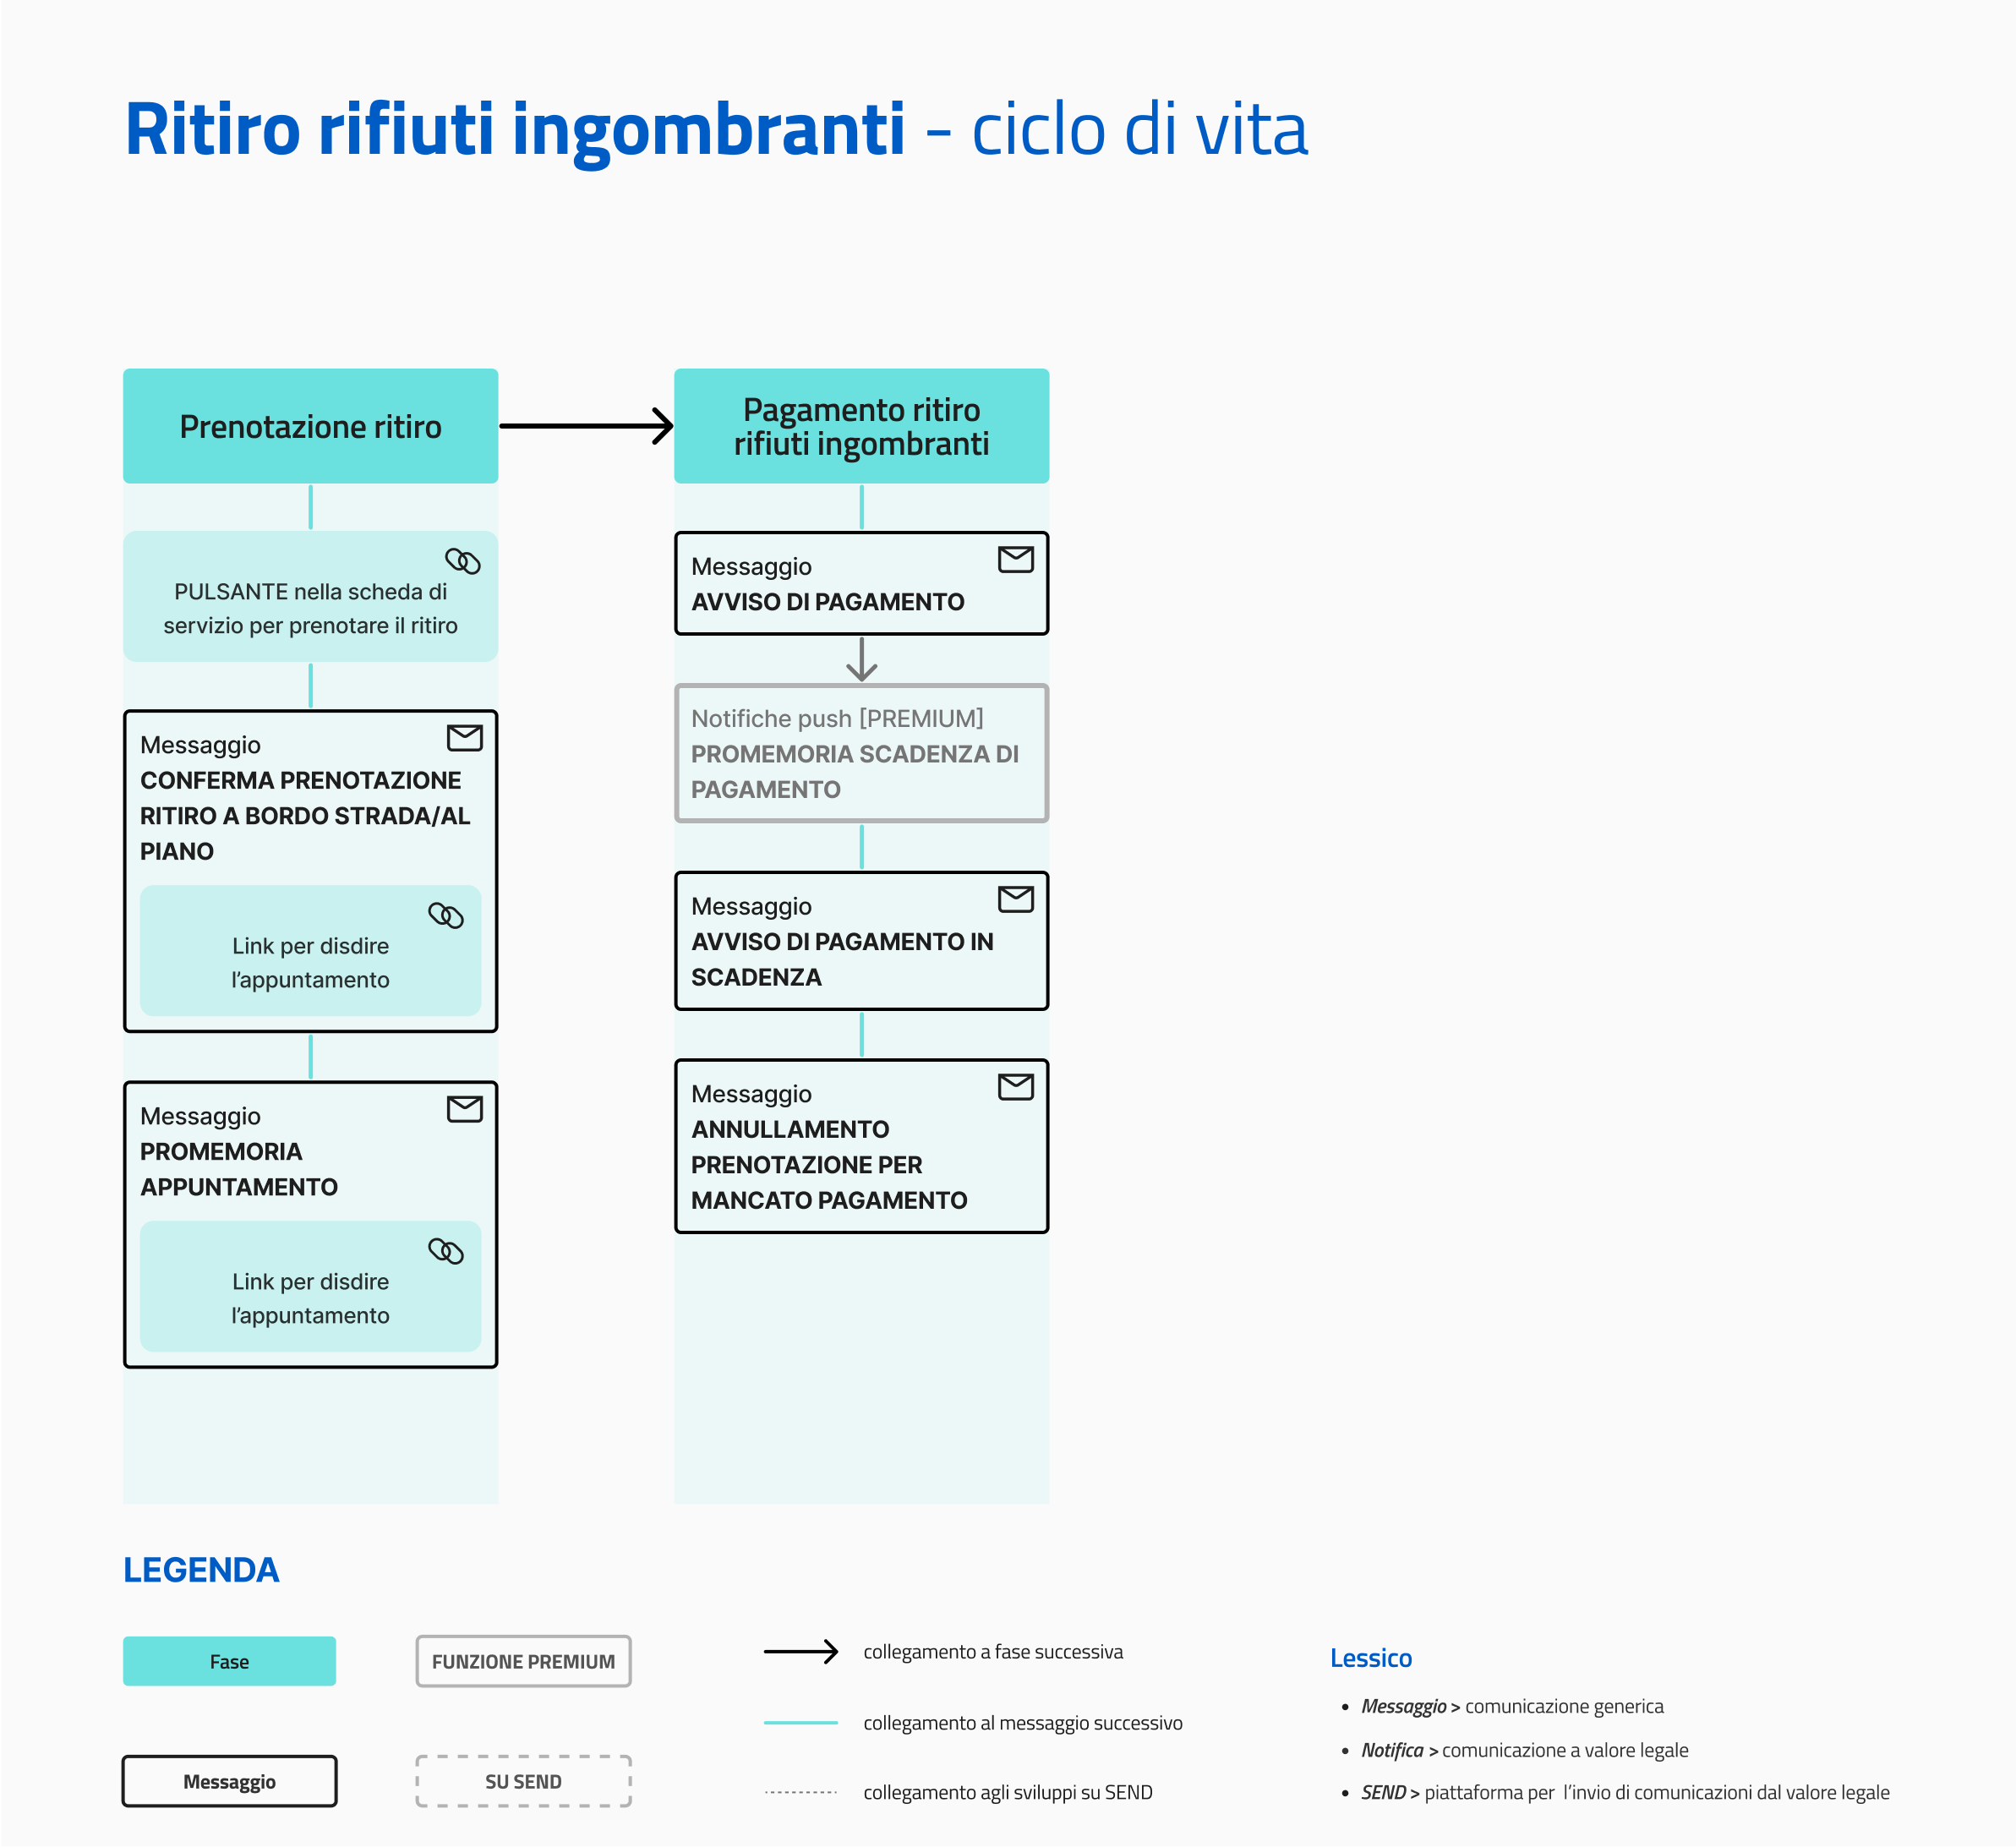 Ritiro rifiuti ingombranti - ciclo di vita
Prenotazione ritiro
PULSANTE nella scheda di
servizio per prenotare il ritiro
Messaggio
CONFERMA PRENOTAZIONE
RITIRO A BORDO STRADA/AL
PIANO
Link per disdire
l’appuntamento
Messaggio
PROMEMORIA
APPUNTAMENTO
Link per disdire
l’appuntamento
Pagamento ritiro
rifiuti ingombranti
Messaggio
AVVISO DI PAGAMENTO
Notifiche push [PREMIUM]
PROMEMORIA SCADENZA DI
PAGAMENTO
Messaggio
AVVISO DI PAGAMENTO IN
SCADENZA
Messaggio
ANNULLAMENTO
PRENOTAZIONE PER
MANCATO PAGAMENTO
LEGENDA
Fase
Messaggio
FUNZIONE PREMIUM
SU SEND
collegamento a fase successiva
collegamento al messaggio successivo
collegamento agli sviluppi su SEND
Lessico
• Messaggio > comunicazione generica
• Notifica > comunicazione a valore legale
• SEND > piattaforma per l’invio di comunicazioni dal valore legale